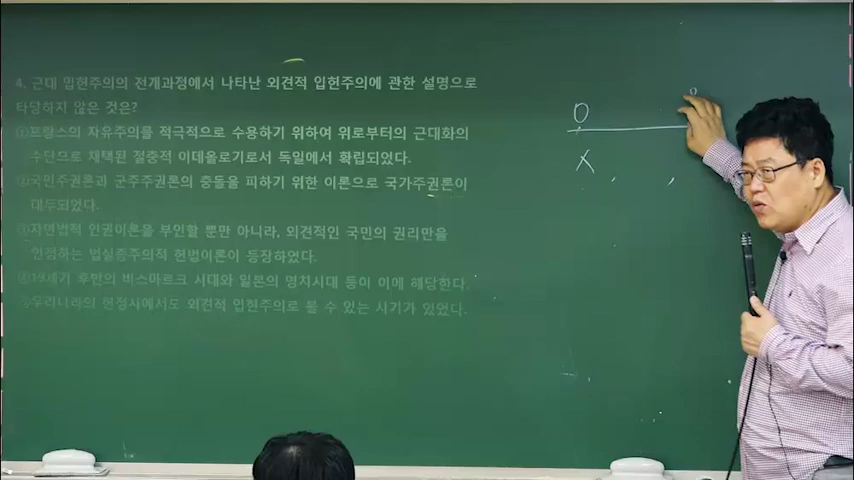 4. 근대 입헌주의의 전개과정에서 나타난 외견적 입헌주의에 관한 설명으로
타당하지 않은 것은?
①프랑스의 자유주의를 적극적으로 수용하기 위하여 위로부터의 근대화의
수단으로 채택된 절충적 이데올로기로서 독일에서 확립되었다.
②국민주권론과 군주주권론의 충돌을 피하기 위한 이론으로 국가주권론이
대두되었다.
③자연법적 인권이론을 부인할 뿐만 아니라, 외견적인 국민의 권리만을
인정하는 법실증주의적 헌법이론이 등장하였다.
④19세기 후반의 비스마르크 시대와 일본의 명치시대 등이 이에 해당한다.
⑤우리나라의 헌정사에서도 외견적 입헌주의로 볼 수 있는 시기가 있었다.
O
X